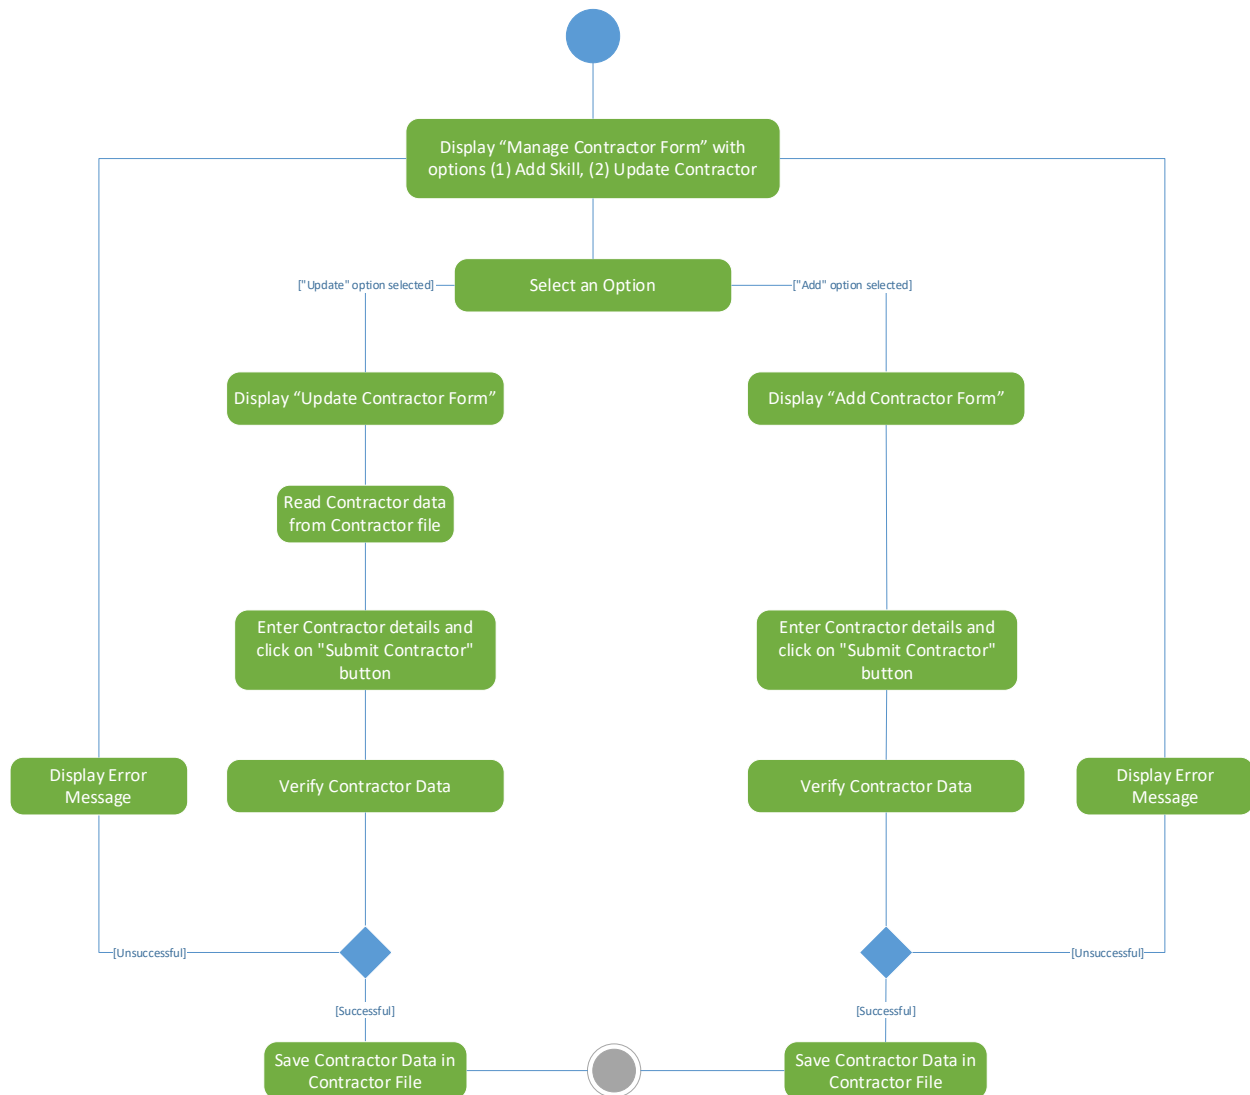 Display “Manage Contractor Form” with
options (1) Add Skill, (2) Update Contractor
["Update" option selected]
Select an Option
["Add" option selected]
Display “Update Contractor Form”
Display “Add Contractor Form”
Read Contractor data
from Contractor file
Enter Contractor details and
click on "Submit Contractor"
button
Enter Contractor details and
click on "Submit Contractor"
button
Display Error
Message
Verify Contractor Data
Verify Contractor Data
Display Error
Message
[Unsuccessful]
[Unsuccessful]
[Successful]
[Successful]
Save Contractor Data in
Contractor File
Save Contractor Data in
Contractor File